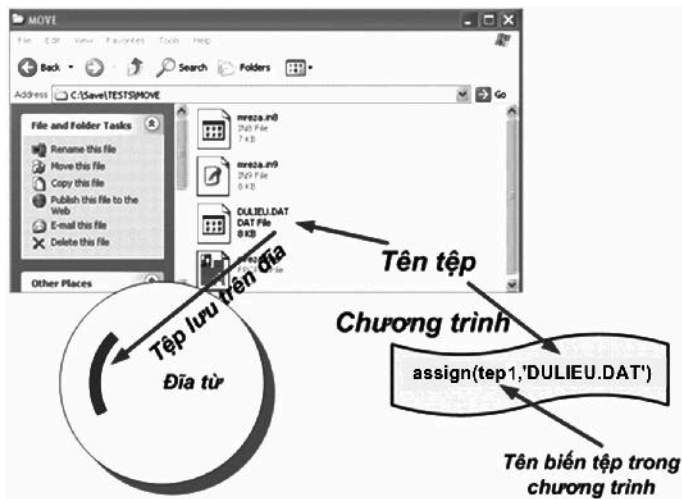 MOVE
File Edit View Favorites Tools Help
Back Search Folders
Address C:\Save\TESTS\MOVE Go
File and Folder Tasks
Rename this file
Move this file
Copy this file
Publish this file to the
Web
E-mail this file
Delete this file
Other Places
mreza.in8
IN8 File
7 KB
mreza.in9
IN9 File
8 KB
DULIEU.DAT
DAT File
8 KB
Tên tệp
Tệp lưu trên đĩa
Đĩa từ
Chương trình
assign(tep1,'DULIEU.DAT')
Tên biến tệp trong
chương trình